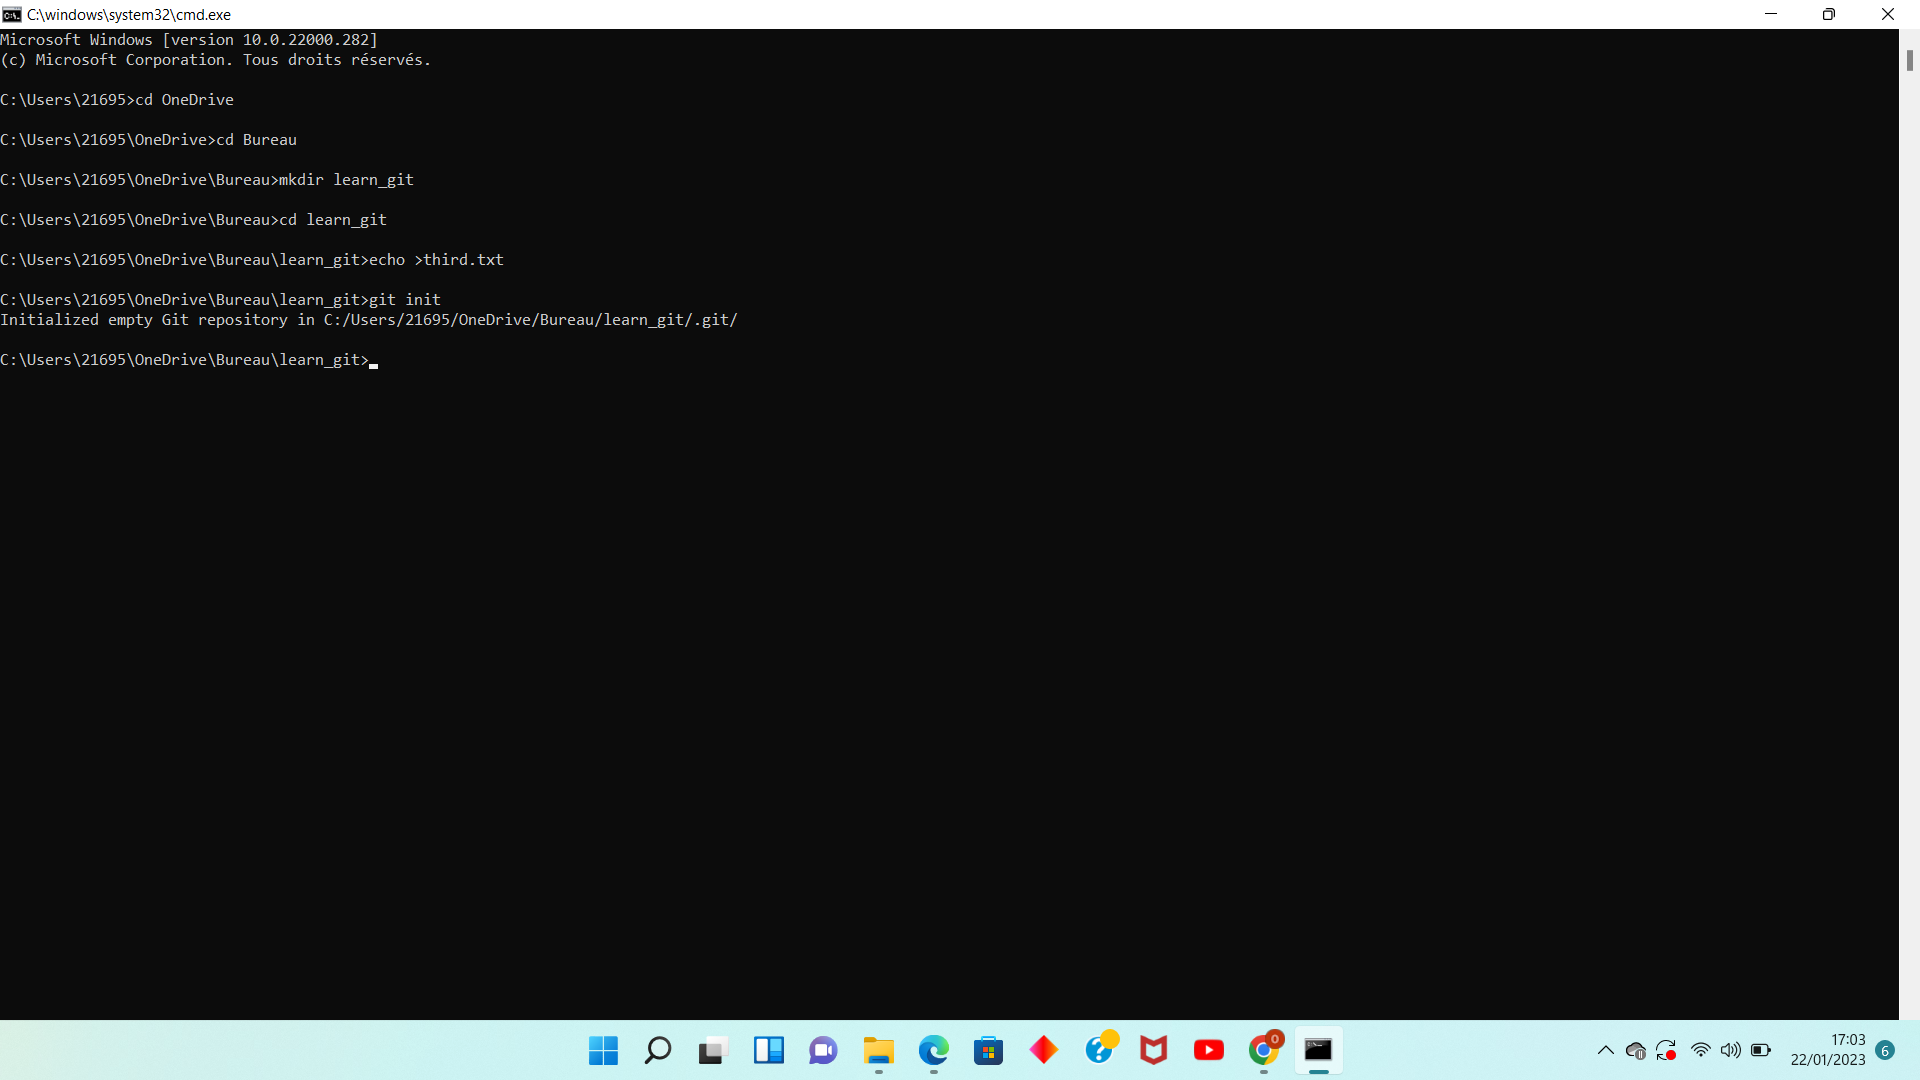 C:\windows\system32\cmd.exe
Microsoft Windows [version 10.0.22000.282]
(c) Microsoft Corporation. Tous droits réservés.
C:\Users\21695>cd OneDrive
C:\Users\21695\OneDrive>cd Bureau
C:\Users\21695\OneDrive\Bureau>mkdir learn_git
C:\Users\21695\OneDrive\Bureau>cd learn_git
C:\Users\21695\OneDrive\Bureau\learn_git>echo >third.txt
C:\Users\21695\OneDrive\Bureau\learn_git>git init
Initialized empty Git repository in C:/Users/21695/OneDrive/Bureau/learn_git/.git/
C:\Users\21695\OneDrive\Bureau\learn_git>
0
17:03
22/01/2023
6